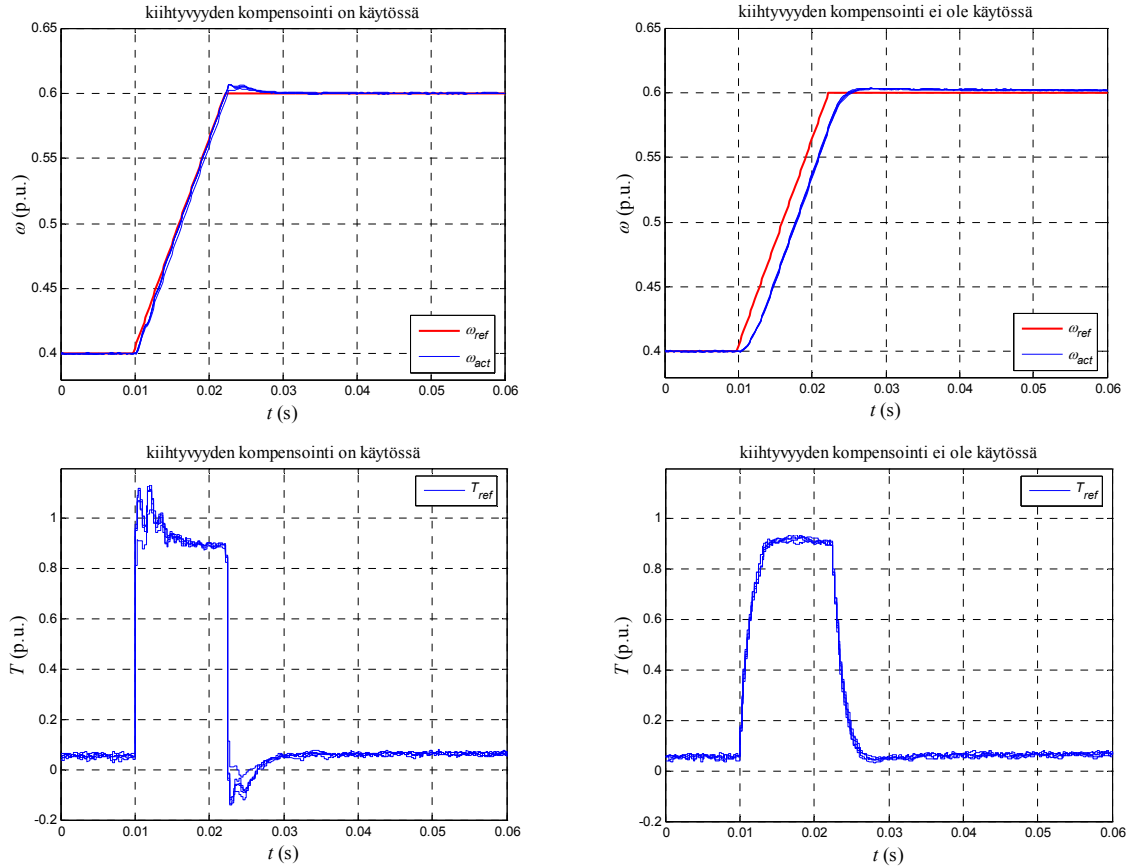 kiihtyvyyden kompensointi on käytössä
0.65
0.6
0.55
0.5
0.45
0.4
ω (p.u.)
ω_ref
ω_act
0 0.01 0.02 0.03 0.04 0.05 0.06
t (s)
kiihtyvyyden kompensointi ei ole käytössä
0.65
0.6
0.55
0.5
0.45
0.4
ω (p.u.)
ω_ref
ω_act
0 0.01 0.02 0.03 0.04 0.05 0.06
t (s)
kiihtyvyyden kompensointi on käytössä
T_ref
1
0.8
0.6
0.4
0.2
0
-0.2
T (p.u.)
0 0.01 0.02 0.03 0.04 0.05 0.06
t (s)
kiihtyvyyden kompensointi ei ole käytössä
T_ref
1
0.8
0.6
0.4
0.2
0
-0.2
T (p.u.)
0 0.01 0.02 0.03 0.04 0.05 0.06
t (s)